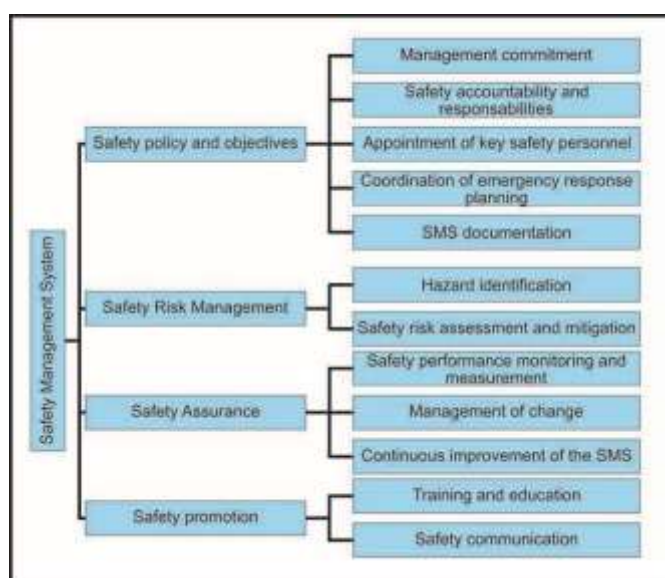 Safety Management System
Safety policy and objectives
Management commitment
Safety accountability and
responsabilities
Appointment of key safety personnel
Coordination of emergency response
planning
SMS documentation
Safety Risk Management
Hazard identification
Safety risk assessment and mitigation
Safety Assurance
Safety performance monitoring and
measurement
Management of change
Continuous improvement of the SMS
Safety promotion
Training and education
Safety communication